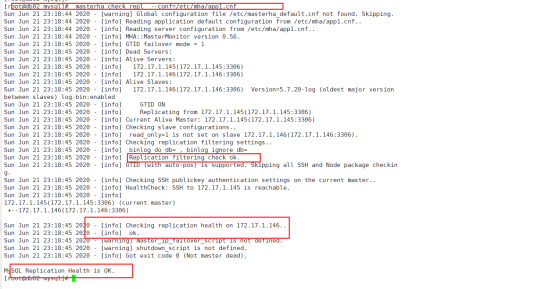 [root@db02 mysql]# masterha_check_repl --conf=/etc/mha/app1.cnf
Sun Jun 21 23:18:44 2020 - [warning] Global configuration file /etc/masterha_default.cnf not found. Skipping.
Sun Jun 21 23:18:44 2020 - [info] Reading application default configuration from /etc/mha/app1.cnf..
Sun Jun 21 23:18:44 2020 - [info] Reading server configuration from /etc/mha/app1.cnf..
Sun Jun 21 23:18:44 2020 - [info] MHA::MasterMonitor version 0.56.
Sun Jun 21 23:18:45 2020 - [info] GTID failover mode = 1
Sun Jun 21 23:18:45 2020 - [info] Dead Servers:
Sun Jun 21 23:18:45 2020 - [info] Alive Servers:
Sun Jun 21 23:18:45 2020 - [info]   172.17.1.145(172.17.1.145:3306)
Sun Jun 21 23:18:45 2020 - [info]   172.17.1.146(172.17.1.146:3306)
Sun Jun 21 23:18:45 2020 - [info] Alive Slaves:
Sun Jun 21 23:18:45 2020 - [info]   172.17.1.146(172.17.1.146:3306)  Version=5.7.20-log (oldest major version
between slaves) log-bin:enabled
Sun Jun 21 23:18:45 2020 - [info]     GTID ON
Sun Jun 21 23:18:45 2020 - [info]     Replicating from 172.17.1.145(172.17.1.145:3306)
Sun Jun 21 23:18:45 2020 - [info] Current Alive Master: 172.17.1.145(172.17.1.145:3306)
Sun Jun 21 23:18:45 2020 - [info] Checking slave configurations..
Sun Jun 21 23:18:45 2020 - [info]  read_only=1 is not set on slave 172.17.1.146(172.17.1.146:3306).
Sun Jun 21 23:18:45 2020 - [info] Checking replication filtering settings..
Sun Jun 21 23:18:45 2020 - [info]  binlog_do_db= , binlog_ignore_db=
Sun Jun 21 23:18:45 2020 - [info]  Replication filtering check ok.
Sun Jun 21 23:18:45 2020 - [info] GTID (with auto-pos) is supported. Skipping all SSH and Node package checkin
g.
Sun Jun 21 23:18:45 2020 - [info] Checking SSH publickey authentication settings on the current master..
Sun Jun 21 23:18:45 2020 - [info] HealthCheck: SSH to 172.17.1.145 is reachable.
Sun Jun 21 23:18:45 2020 - [info]
172.17.1.145(172.17.1.145:3306) (current master)
 +--172.17.1.146(172.17.1.146:3306)
Sun Jun 21 23:18:45 2020 - [info] Checking replication health on 172.17.1.146..
Sun Jun 21 23:18:45 2020 - [info]  ok.
Sun Jun 21 23:18:45 2020 - [warning] master_ip_failover_script is not defined.
Sun Jun 21 23:18:45 2020 - [warning] shutdown_script is not defined.
Sun Jun 21 23:18:45 2020 - [info] Got exit code 0 (Not master dead).
MySQL Replication Health is OK.
[root@db02 mysql]#